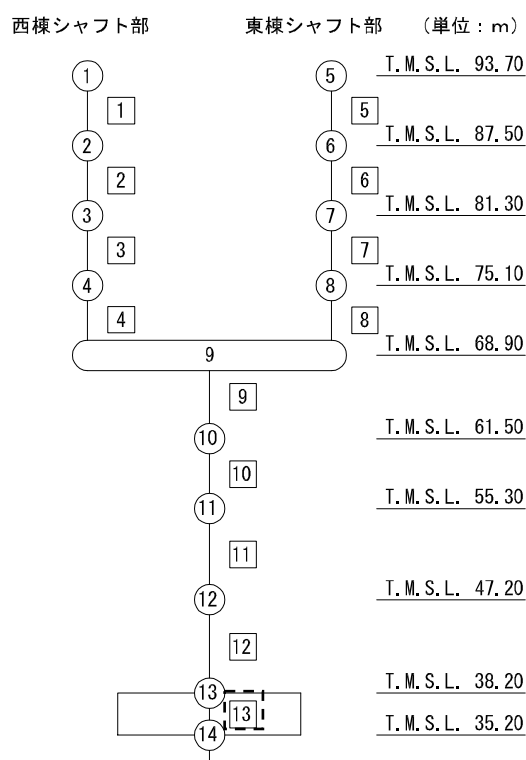 西棟シャフト部 東棟シャフト部 (単位：m)
1 5 T.M.S.L. 93.70
1 5
2 6 T.M.S.L. 87.50
2 6
3 7 T.M.S.L. 81.30
3 7
4 8 T.M.S.L. 75.10
4 8
9 T.M.S.L. 68.90
9
10 T.M.S.L. 61.50
10
11 T.M.S.L. 55.30
11
12 T.M.S.L. 47.20
12
13 T.M.S.L. 38.20
13
14 T.M.S.L. 35.20